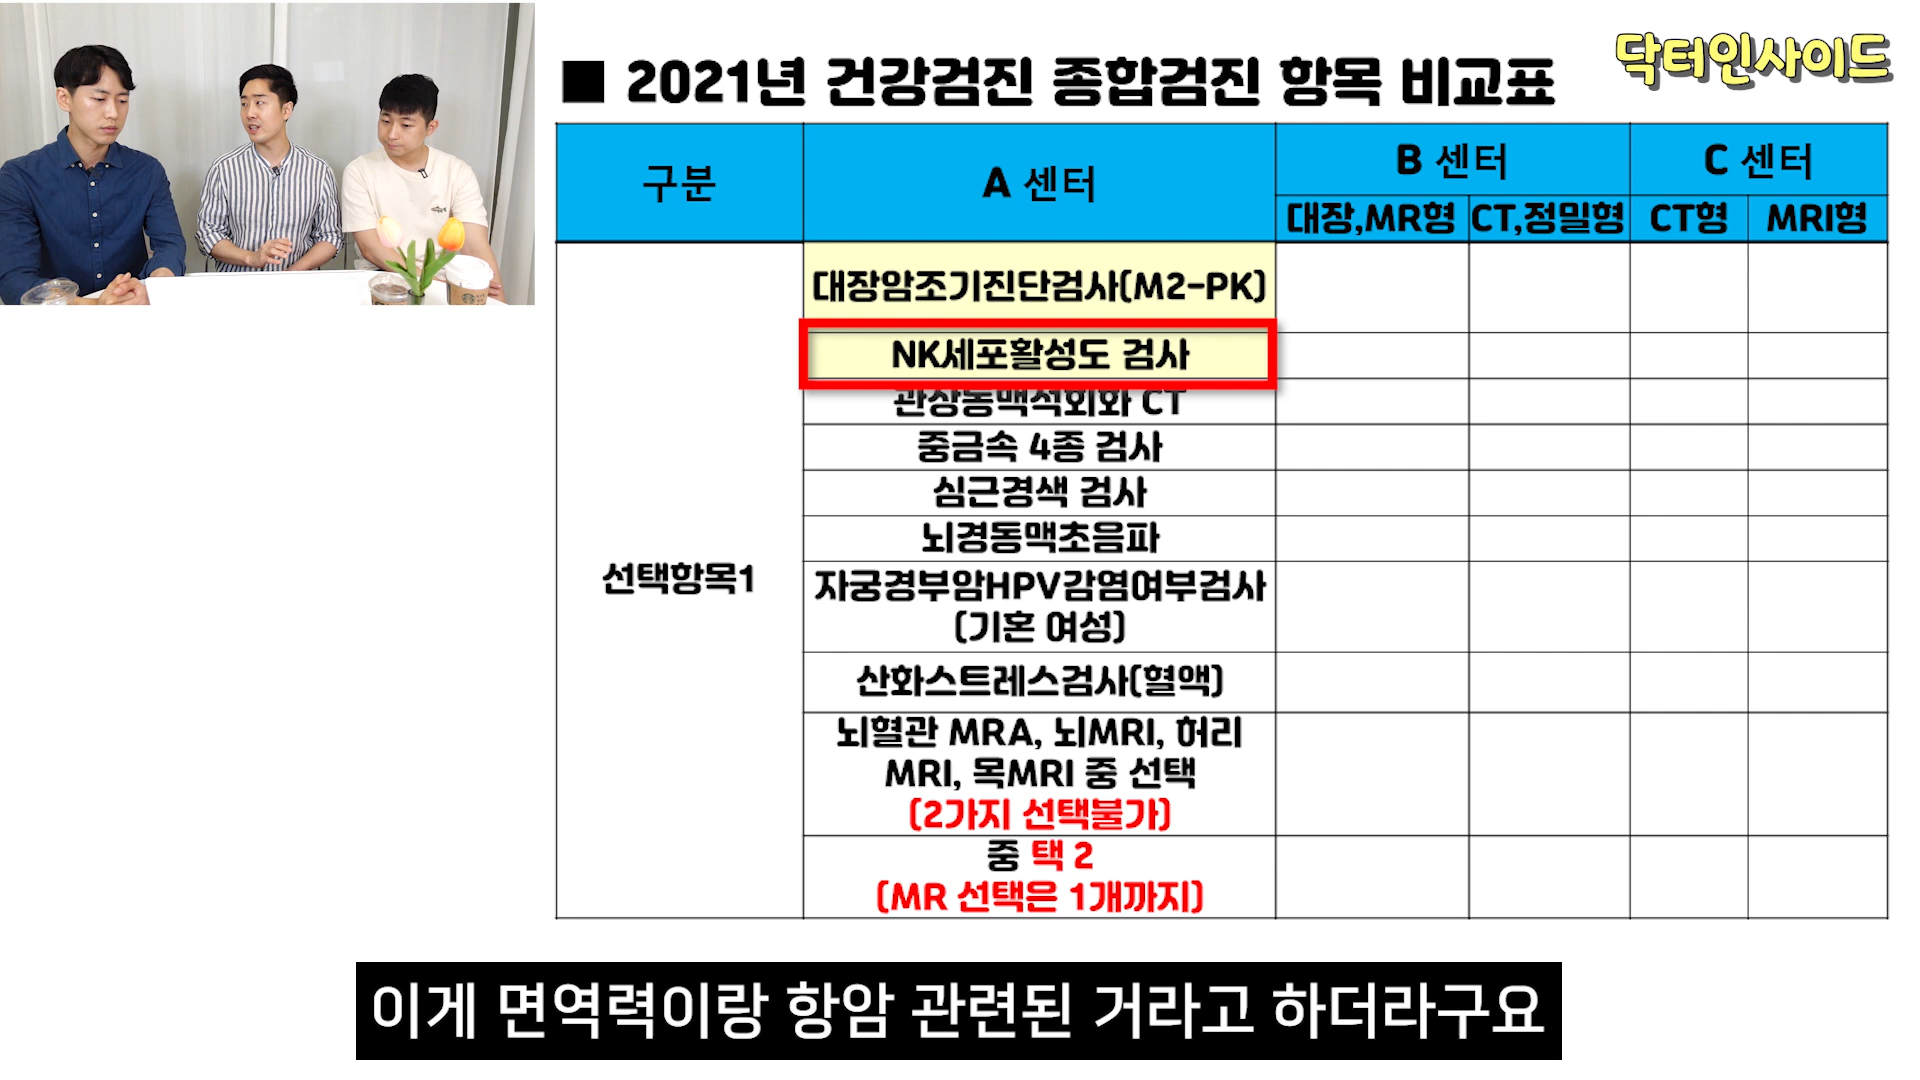 닥터인사이드
■ 2021년 건강검진 종합검진 항목 비교표
구분
A 센터
B 센터
C 센터
대장,MR형
CT,정밀형
CT형
MRI형
선택항목1
대장암조기진단검사(M2-PK)
NK세포활성도 검사
관상동맥석회화 CT
중금속 4종 검사
심근경색 검사
뇌경동맥초음파
자궁경부암HPV감염여부검사
(기혼 여성)
산화스트레스검사(혈액)
뇌혈관 MRA, 뇌MRI, 허리
MRI, 목MRI 중 선택
(2가지 선택불가)
중 택 2
(MR 선택은 1개까지)
이게 면역력이랑 항암 관련된 거라고 하더라구요